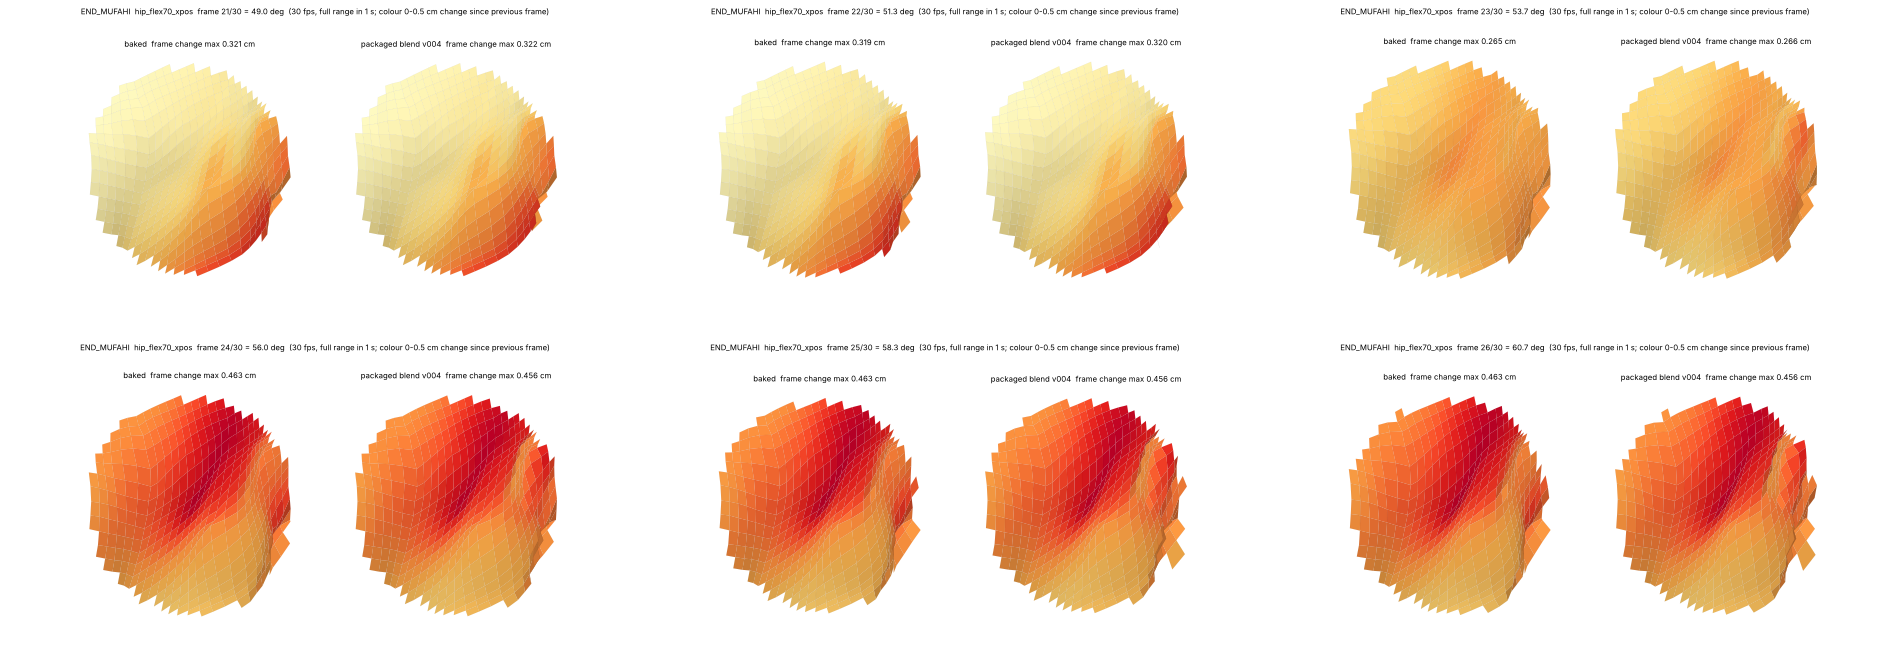 END_MUFAHI hip_flex70_xpos frame 21/30 = 49.0 deg (30 fps, full range in 1 s; colour 0-0.5 cm change since previous frame)
baked frame change max 0.321 cm
packaged blend v004 frame change max 0.322 cm
END_MUFAHI hip_flex70_xpos frame 22/30 = 51.3 deg (30 fps, full range in 1 s; colour 0-0.5 cm change since previous frame)
baked frame change max 0.319 cm
packaged blend v004 frame change max 0.320 cm
END_MUFAHI hip_flex70_xpos frame 23/30 = 53.7 deg (30 fps, full range in 1 s; colour 0-0.5 cm change since previous frame)
baked frame change max 0.265 cm
packaged blend v004 frame change max 0.266 cm
END_MUFAHI hip_flex70_xpos frame 24/30 = 56.0 deg (30 fps, full range in 1 s; colour 0-0.5 cm change since previous frame)
baked frame change max 0.463 cm
packaged blend v004 frame change max 0.456 cm
END_MUFAHI hip_flex70_xpos frame 25/30 = 58.3 deg (30 fps, full range in 1 s; colour 0-0.5 cm change since previous frame)
baked frame change max 0.463 cm
packaged blend v004 frame change max 0.456 cm
END_MUFAHI hip_flex70_xpos frame 26/30 = 60.7 deg (30 fps, full range in 1 s; colour 0-0.5 cm change since previous frame)
baked frame change max 0.463 cm
packaged blend v004 frame change max 0.456 cm